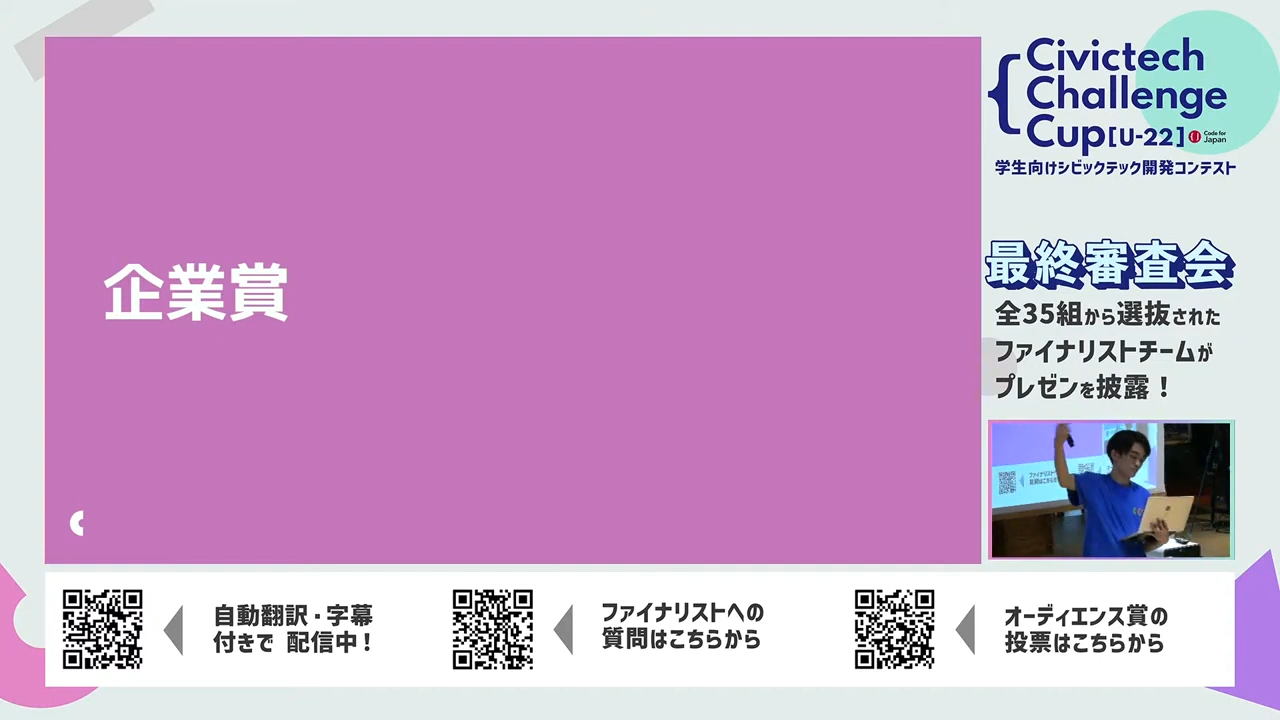 企業賞
Civictech
Challenge
Cup[U-22]
Code for
Japan
学生向けシビックテック開発コンテスト
最終審査会
全35組から選抜された
ファイナリストチームが
プレゼンを披露！
自動翻訳・字幕
付きで 配信中！
ファイナリストへの
質問はこちらから
オーディエンス賞の
投票はこちらから